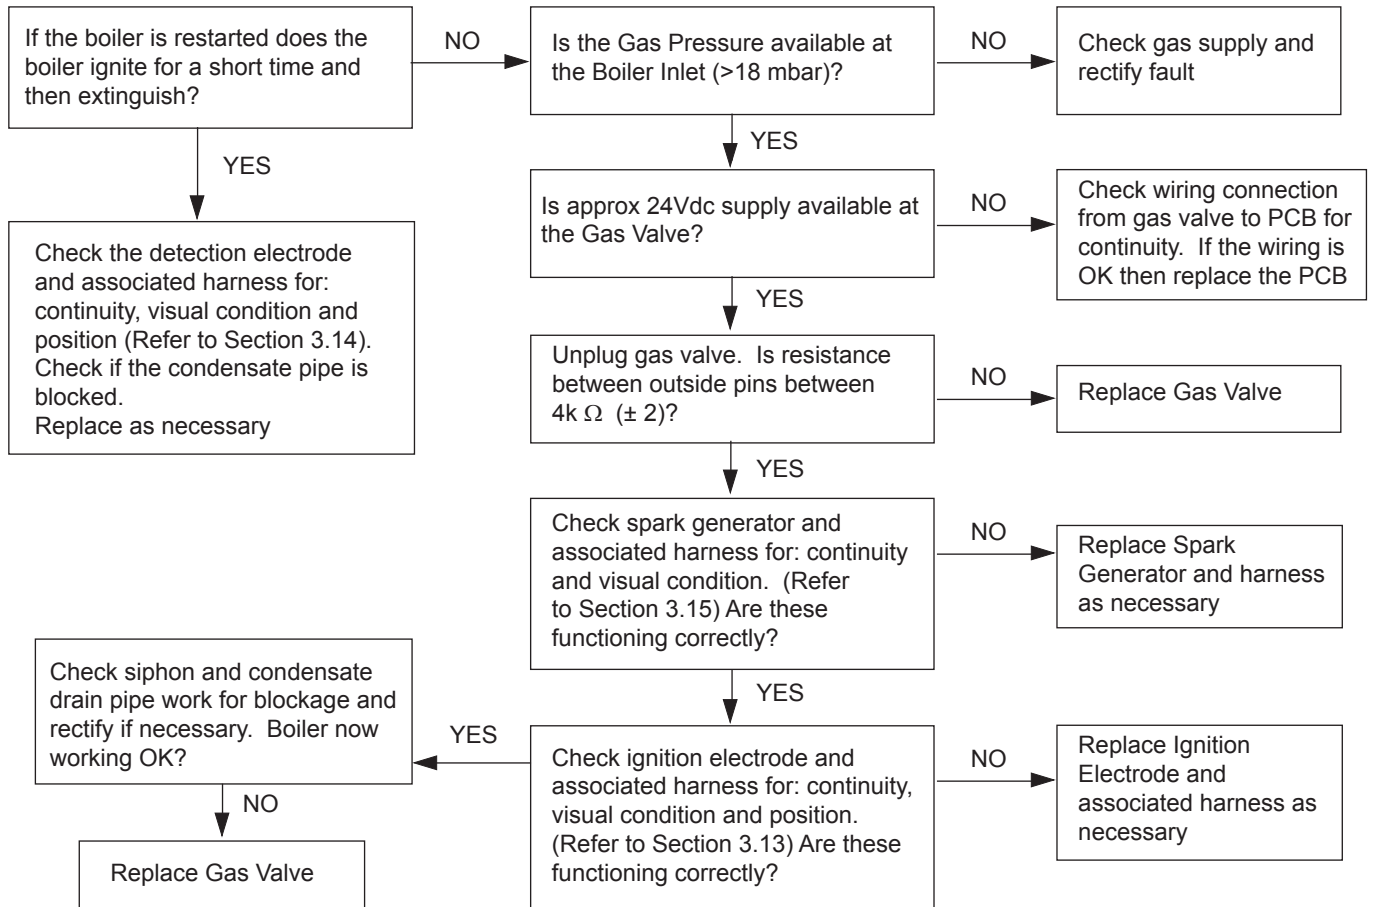 If the boiler is restarted does the
boiler ignite for a short time and
then extinguish?
NO
Is the Gas Pressure available at
the Boiler Inlet (>18 mbar)?
NO
Check gas supply and
rectify fault
YES
YES
Check the detection electrode
and associated harness for:
continuity, visual condition and
position (Refer to Section 3.14).
Check if the condensate pipe is
blocked.
Replace as necessary
Is approx 24Vdc supply available at
the Gas Valve?
NO
Check wiring connection
from gas valve to PCB for
continuity. If the wiring is
OK then replace the PCB
YES
Unplug gas valve. Is resistance
between outside pins between
4k Ω (± 2)?
NO
Replace Gas Valve
YES
Check spark generator and
associated harness for: continuity
and visual condition. (Refer
to Section 3.15) Are these
functioning correctly?
NO
Replace Spark
Generator and harness
as necessary
YES
Check ignition electrode and
associated harness for: continuity,
visual condition and position.
(Refer to Section 3.13) Are these
functioning correctly?
NO
Replace Ignition
Electrode and
associated harness as
necessary
YES
Check siphon and condensate
drain pipe work for blockage and
rectify if necessary. Boiler now
working OK?
NO
Replace Gas Valve